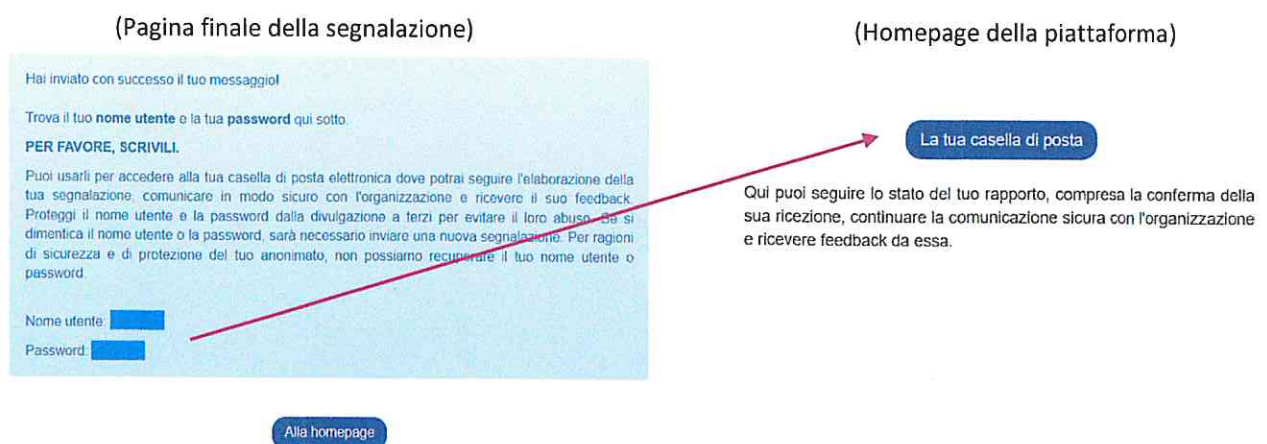 (Pagina finale della segnalazione)
Hai inviato con successo il tuo messaggio!
Trova il tuo nome utente e la tua password qui sotto.
PER FAVORE, SCRIVILI.
Puoi usarli per accedere alla tua casella di posta elettronica dove potrai seguire l'elaborazione della
tua segnalazione, comunicare in modo sicuro con l'organizzazione e ricevere il suo feedback.
Proteggi il nome utente e la password dalla divulgazione a terzi per evitare il loro abuso. Se si
dimentica il nome utente o la password, sarà necessario inviare una nuova segnalazione. Per ragioni
di sicurezza e di protezione del tuo anonimato, non possiamo recuperare il tuo nome utente o
password.
Nome utente:
Password:
Alla homepage
(Homepage della piattaforma)
La tua casella di posta
Qui puoi seguire lo stato del tuo rapporto, compresa la conferma della
sua ricezione, continuare la comunicazione sicura con l'organizzazione
e ricevere feedback da essa.